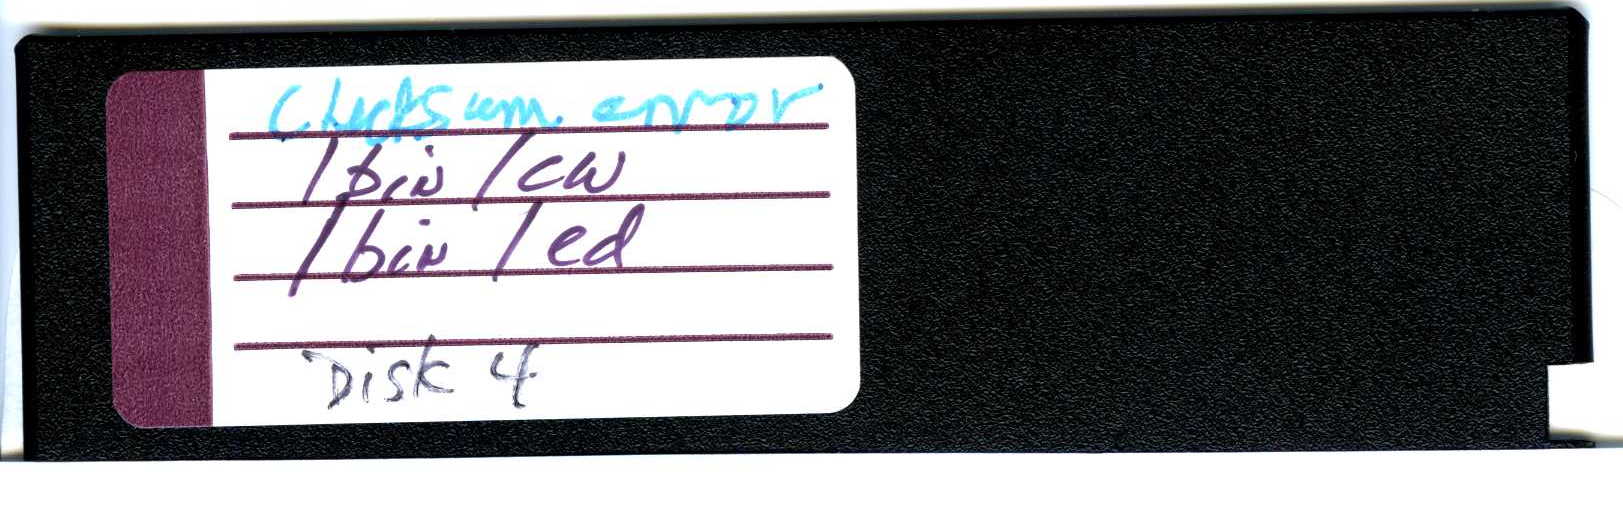 Checksum error
/bin/cw
/bin/ed
Disk 4